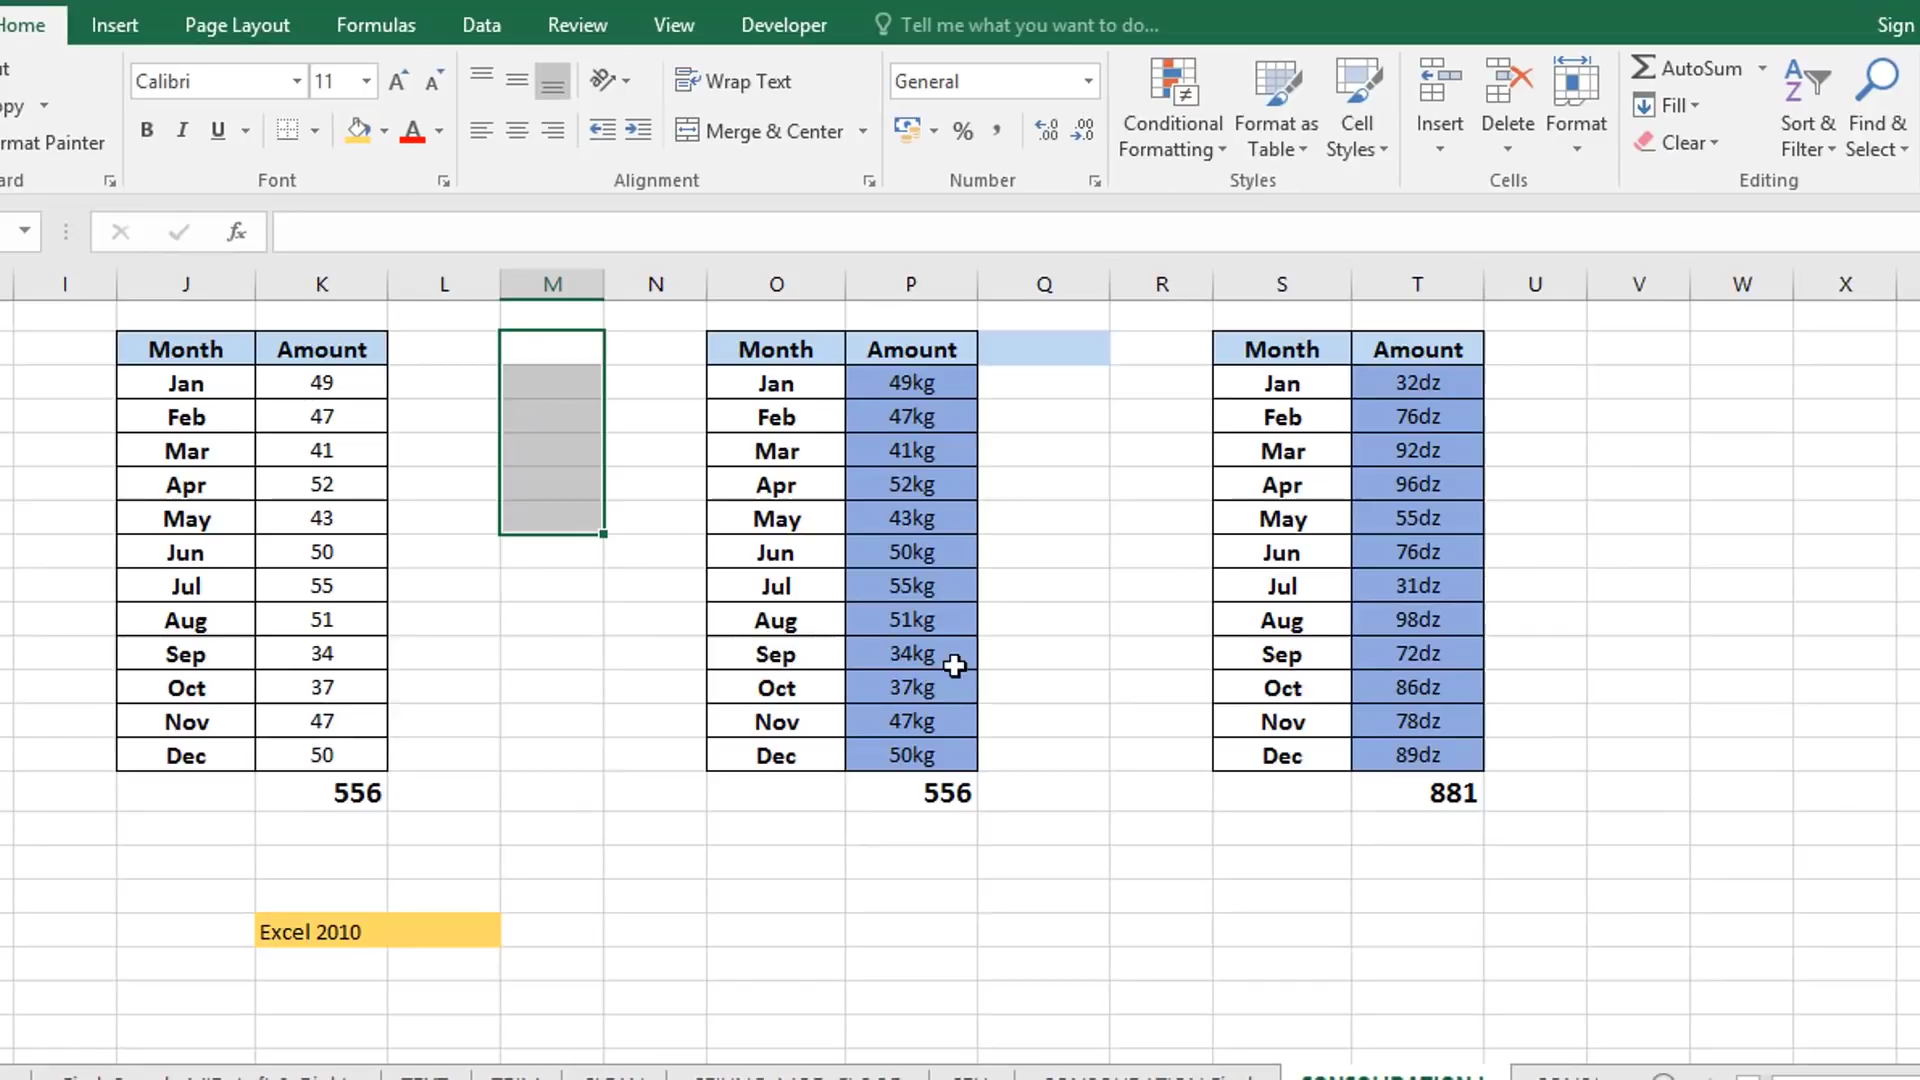 Home Insert Page Layout Formulas Data Review View Developer Tell me what you want to do... Sign
Calibri 11 Wrap Text General AutoSum
Fill
Merge & Center % Conditional Formatting Format as Table Cell Styles Insert Delete Format Clear Sort & Filter Find & Select
rmat Painter
Font Alignment Number Styles Cells Editing
fx
I J K L M N O P Q R S T U V W X
Month Amount Month Amount Month Amount
Jan 49 Jan 49kg Jan 32dz
Feb 47 Feb 47kg Feb 76dz
Mar 41 Mar 41kg Mar 92dz
Apr 52 Apr 52kg Apr 96dz
May 43 May 43kg May 55dz
Jun 50 Jun 50kg Jun 76dz
Jul 55 Jul 55kg Jul 31dz
Aug 51 Aug 51kg Aug 98dz
Sep 34 Sep 34kg Sep 72dz
Oct 37 Oct 37kg Oct 86dz
Nov 47 Nov 47kg Nov 78dz
Dec 50 Dec 50kg Dec 89dz
556 556 881
Excel 2010